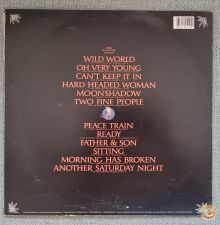 WILD WORLD
OH VERY YOUNG
CAN'T KEEP IT IN
HARD HEADED WOMAN
MOONSHADOW
TWO FINE PEOPLE
PEACE TRAIN
READY
FATHER & SON
SITTING
MORNING HAS BROKEN
ANOTHER SATURDAY NIGHT